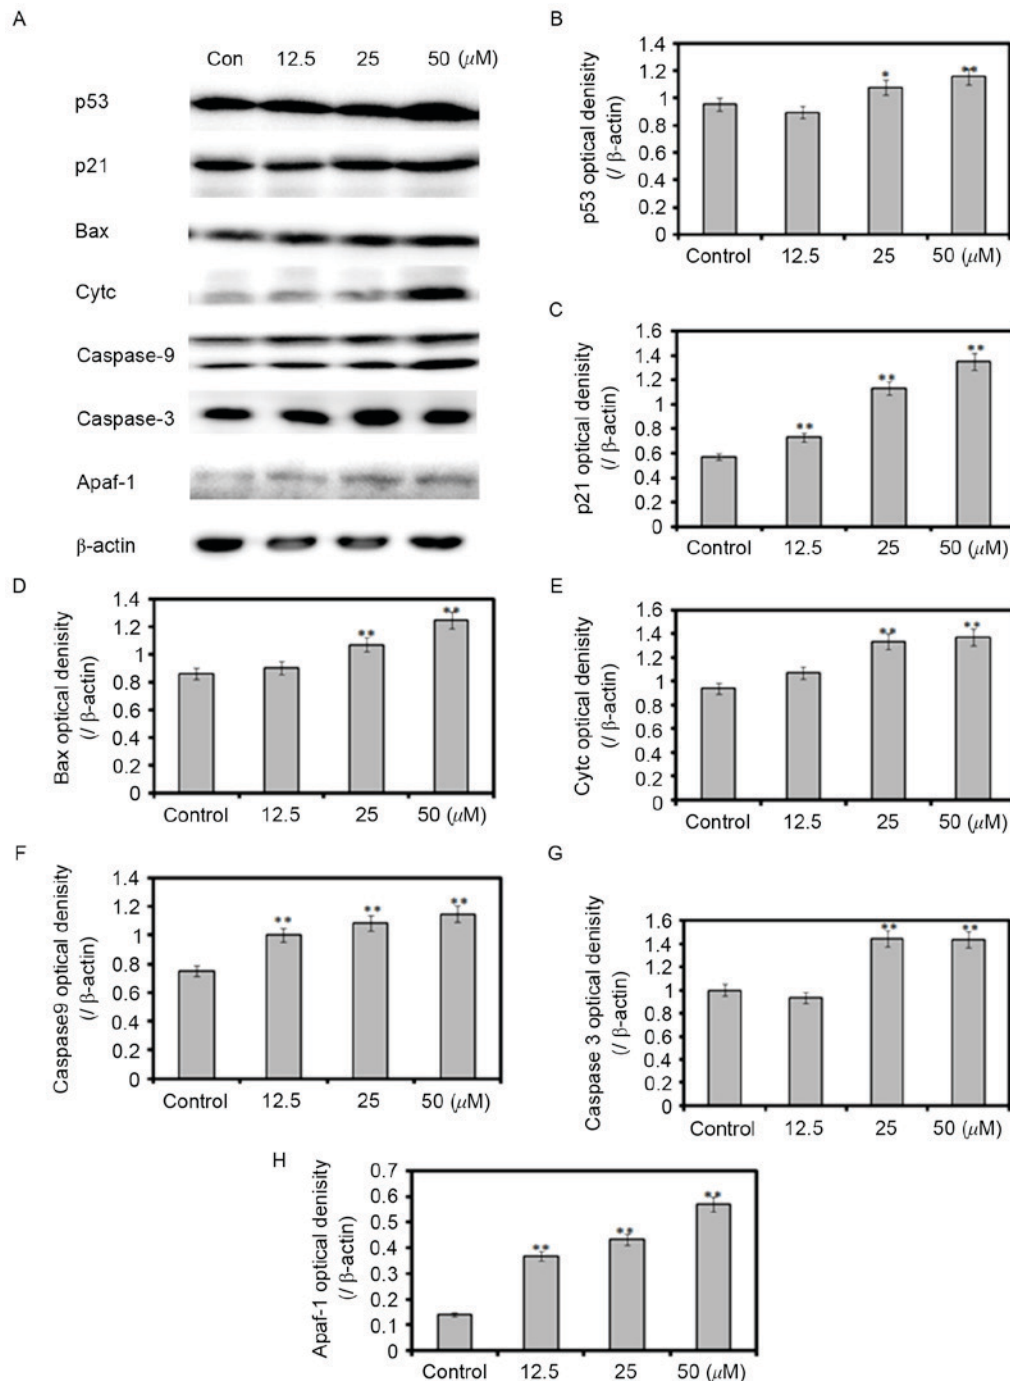 A
Con 12.5 25 50 (μM)
p53
p21
Bax
Cytc
Caspase-9
Caspase-3
Apaf-1
β-actin
B
p53 optical denisity
(/ β-actin)
1.4
1.2
1
0.8
0.6
0.4
0.2
0
*
**
Control 12.5 25 50 (μM)
C
p21 optical denisity
(/ β-actin)
1.6
1.4
1.2
1
0.8
0.6
0.4
0.2
0
**
**
**
Control 12.5 25 50 (μM)
D
Bax optical denisity
(/ β-actin)
1.4
1.2
1
0.8
0.6
0.4
0.2
0
**
**
Control 12.5 25 50 (μM)
E
Cytc optical denisity
(/ β-actin)
1.6
1.4
1.2
1
0.8
0.6
0.4
0.2
0
**
**
Control 12.5 25 50 (μM)
F
Caspase9 optical denisity
(/ β-actin)
1.4
1.2
1
0.8
0.6
0.4
0.2
0
**
**
**
Control 12.5 25 50 (μM)
G
Caspase 3 optical denisity
(/ β-actin)
1.6
1.4
1.2
1
0.8
0.6
0.4
0.2
0
**
**
Control 12.5 25 50 (μM)
H
Apaf-1 optical denisity
(/ β-actin)
0.7
0.6
0.5
0.4
0.3
0.2
0.1
0
**
**
**
Control 12.5 25 50 (μM)